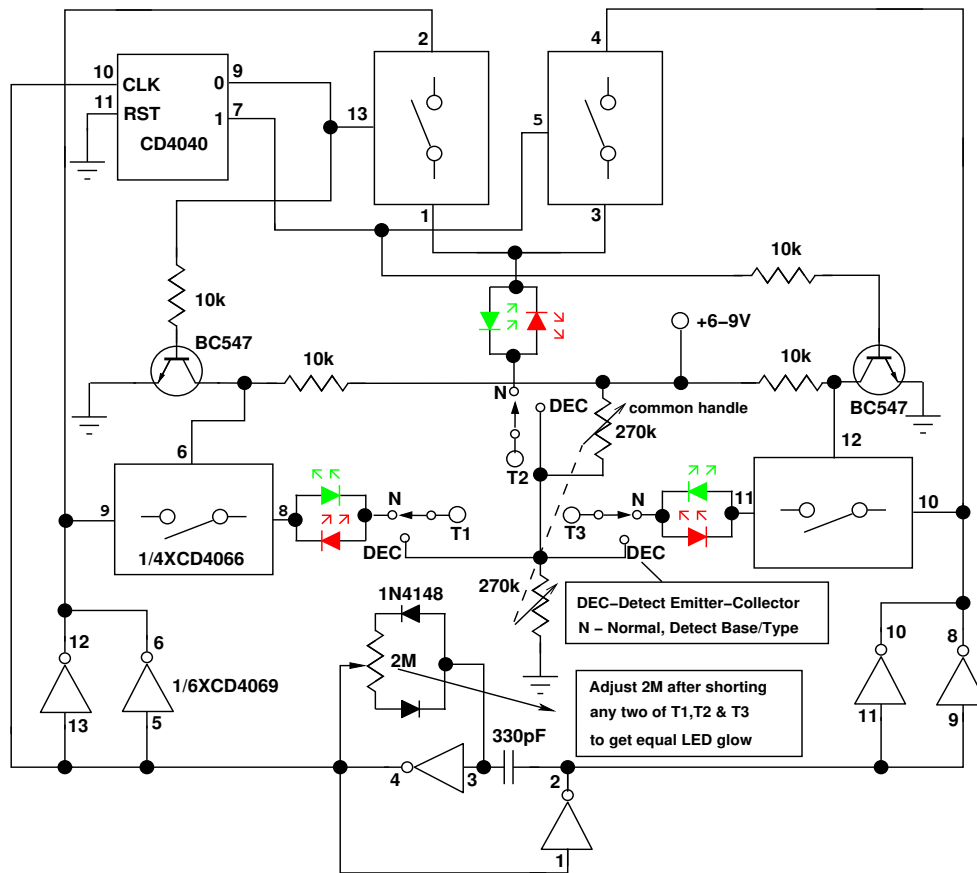 2
4
10
CLK
0
9
11
RST
1
7
CD4040
13
5
1
3
10k
10k
BC547
10k
+6–9V
10k
BC547
N
DEC
common handle
270k
T2
6
12
9
8
N
T1
DEC
1/4XCD4066
T3
N
DEC
11
10
270k
DEC–Detect Emitter–Collector
N – Normal, Detect Base/Type
1N4148
2M
12
6
1/6XCD4069
13
5
Adjust 2M after shorting
any two of T1,T2 & T3
to get equal LED glow
10
8
11
9
330pF
4
3
2
1